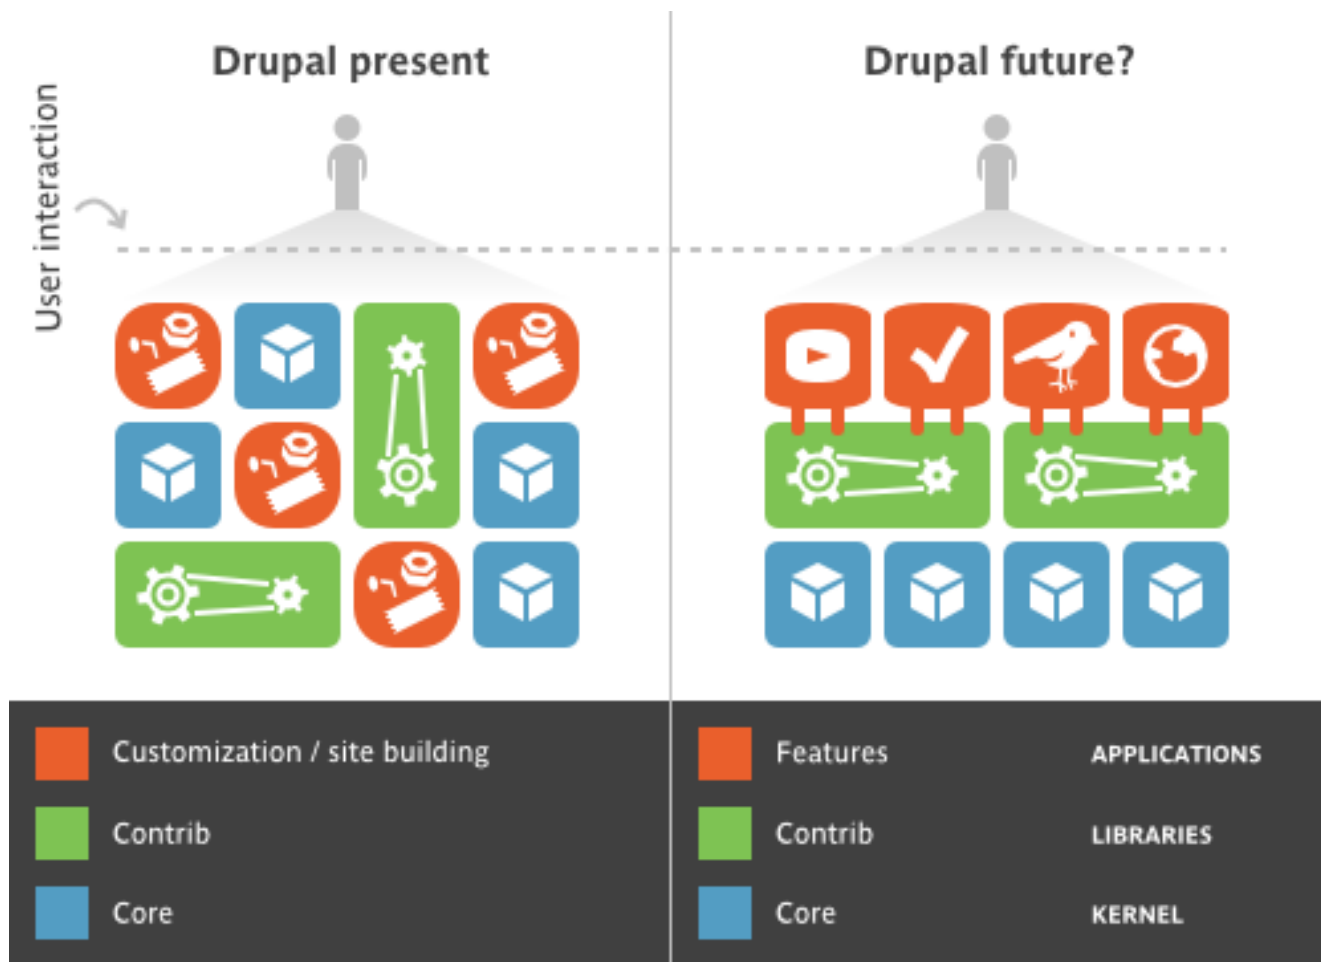 Drupal present
Drupal future?
User interaction
Customization / site building
Contrib
Core
Features APPLICATIONS
Contrib LIBRARIES
Core KERNEL